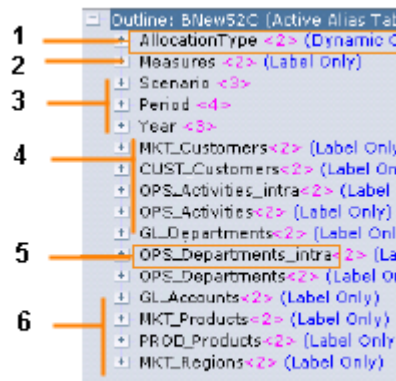 Outline: BNew52C (Active Alias Tab
1 AllocationType <2> (Dynamic C
2 Measures <2> (Label Only)
3 Scenario <3>
Period <4>
Year <3>
4 MKT_Customers<2> (Label Only
CUST_Customers<2> (Label On
OPS_Activities_intra<2> (Label
OPS_Activities<2> (Label Only)
GL_Departments<2> (Label Onl
5 OPS_Departments_intra<2> (La
OPS_Departments<2> (Label O
6 GL_Accounts<2> (Label Only)
MKT_Products<2> (Label Only)
PROD_Products<2> (Label Only
MKT_Regions<2> (Label Only)